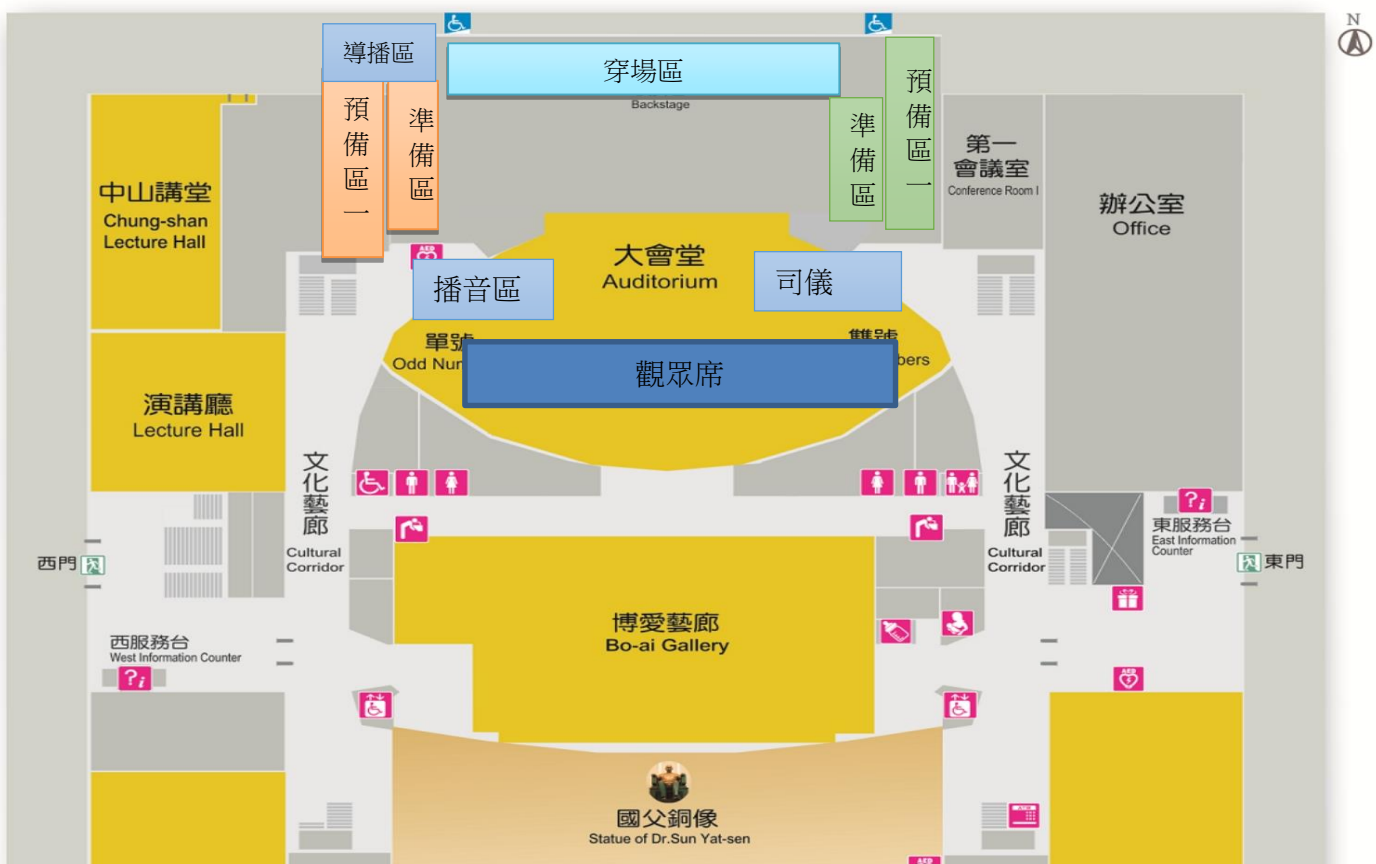 N
導播區
穿場區
Backstage
預備區一
準備區
準備區
預備區一
第一
會議室
Conference Room I
中山講堂
Chung-shan
Lecture Hall
辦公室
Office
大會堂
Auditorium
AED
播音區
司儀
單號
Odd
雙號
觀眾席
演講廳
Lecture Hall
文化藝廊
Cultural
Corridor
文化藝廊
Cultural
Corridor
?i
東服務台
East Information
Counter
西門
東門
博愛藝廊
Bo-ai Gallery
西服務台
West Information Counter
?i
AED
國父銅像
Statue of Dr.Sun Yat-sen
ATM
AED